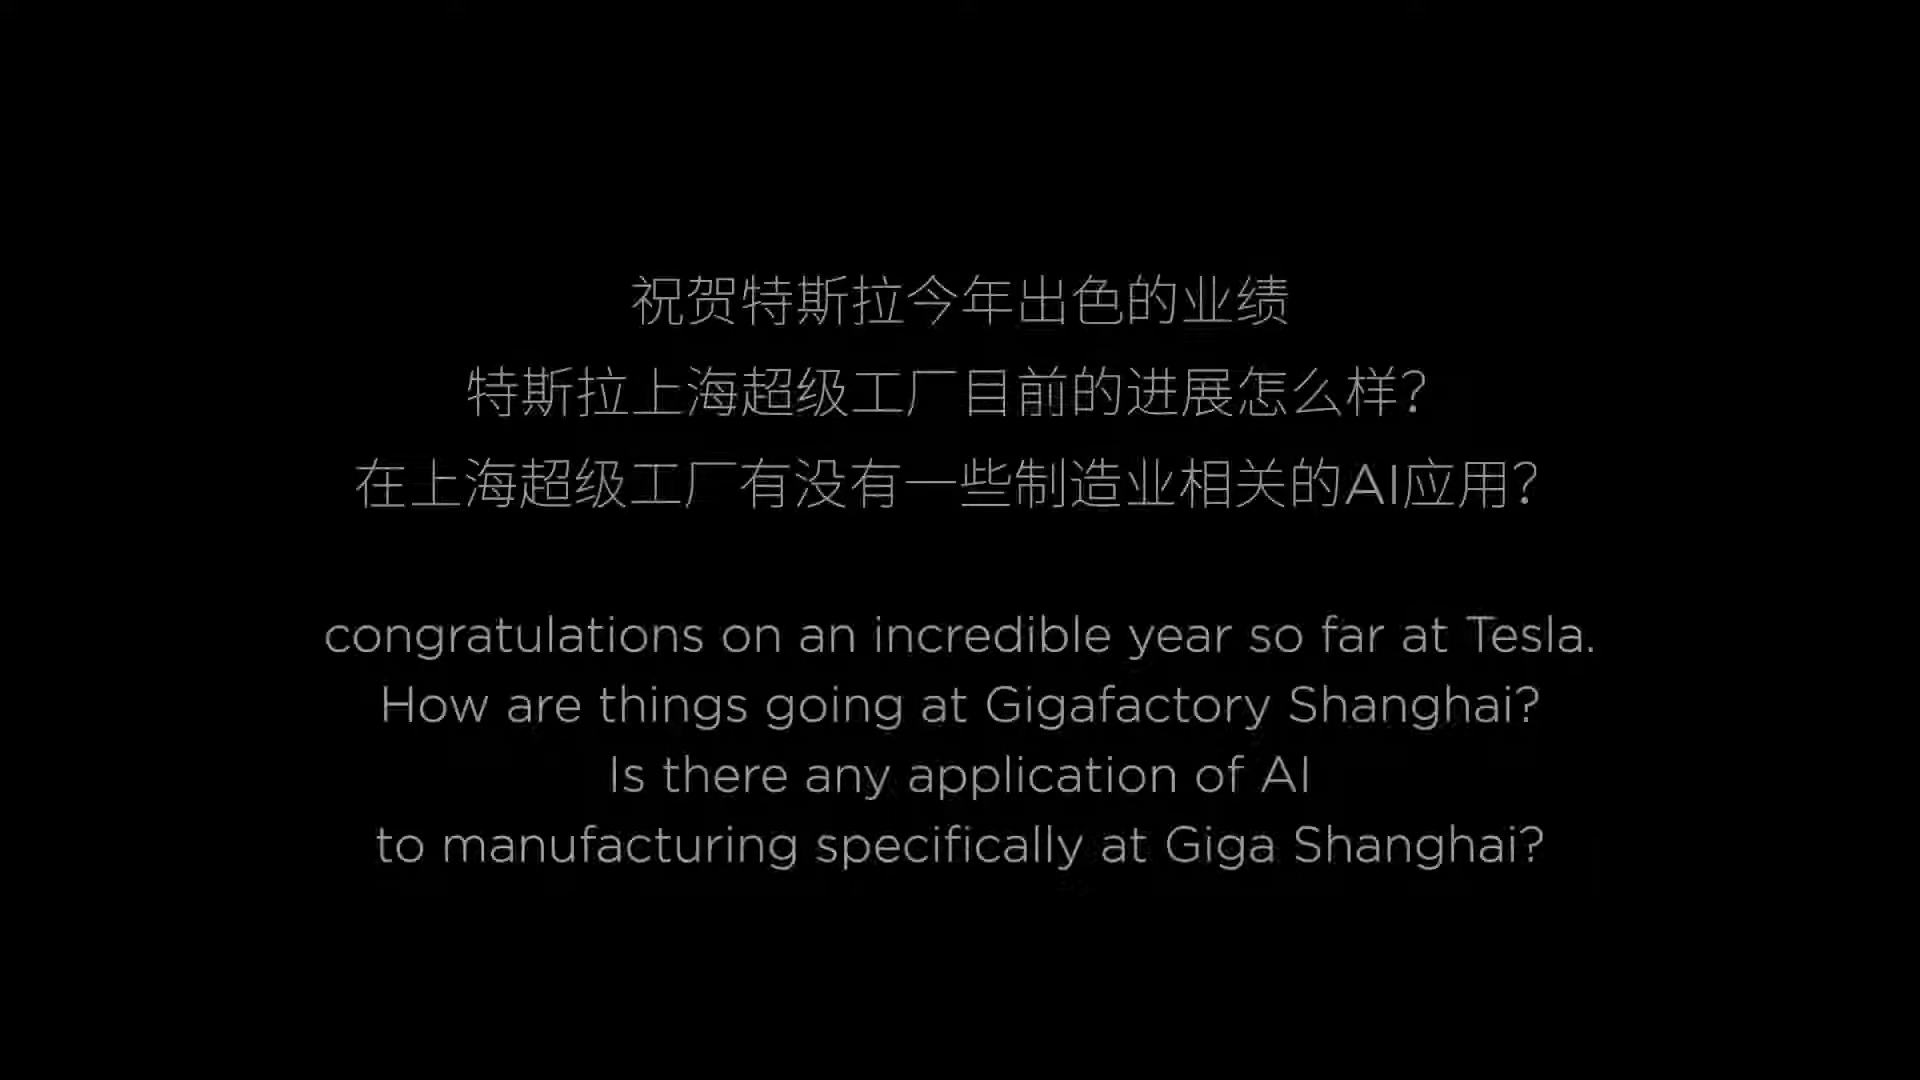 祝贺特斯拉今年出色的业绩
特斯拉上海超级工厂目前的进展怎么样?
在上海超级工厂有没有一些制造业相关的AI应用?
congratulations on an incredible year so far at Tesla.
How are things going at Gigafactory Shanghai?
Is there any application of AI
to manufacturing specifically at Giga Shanghai?